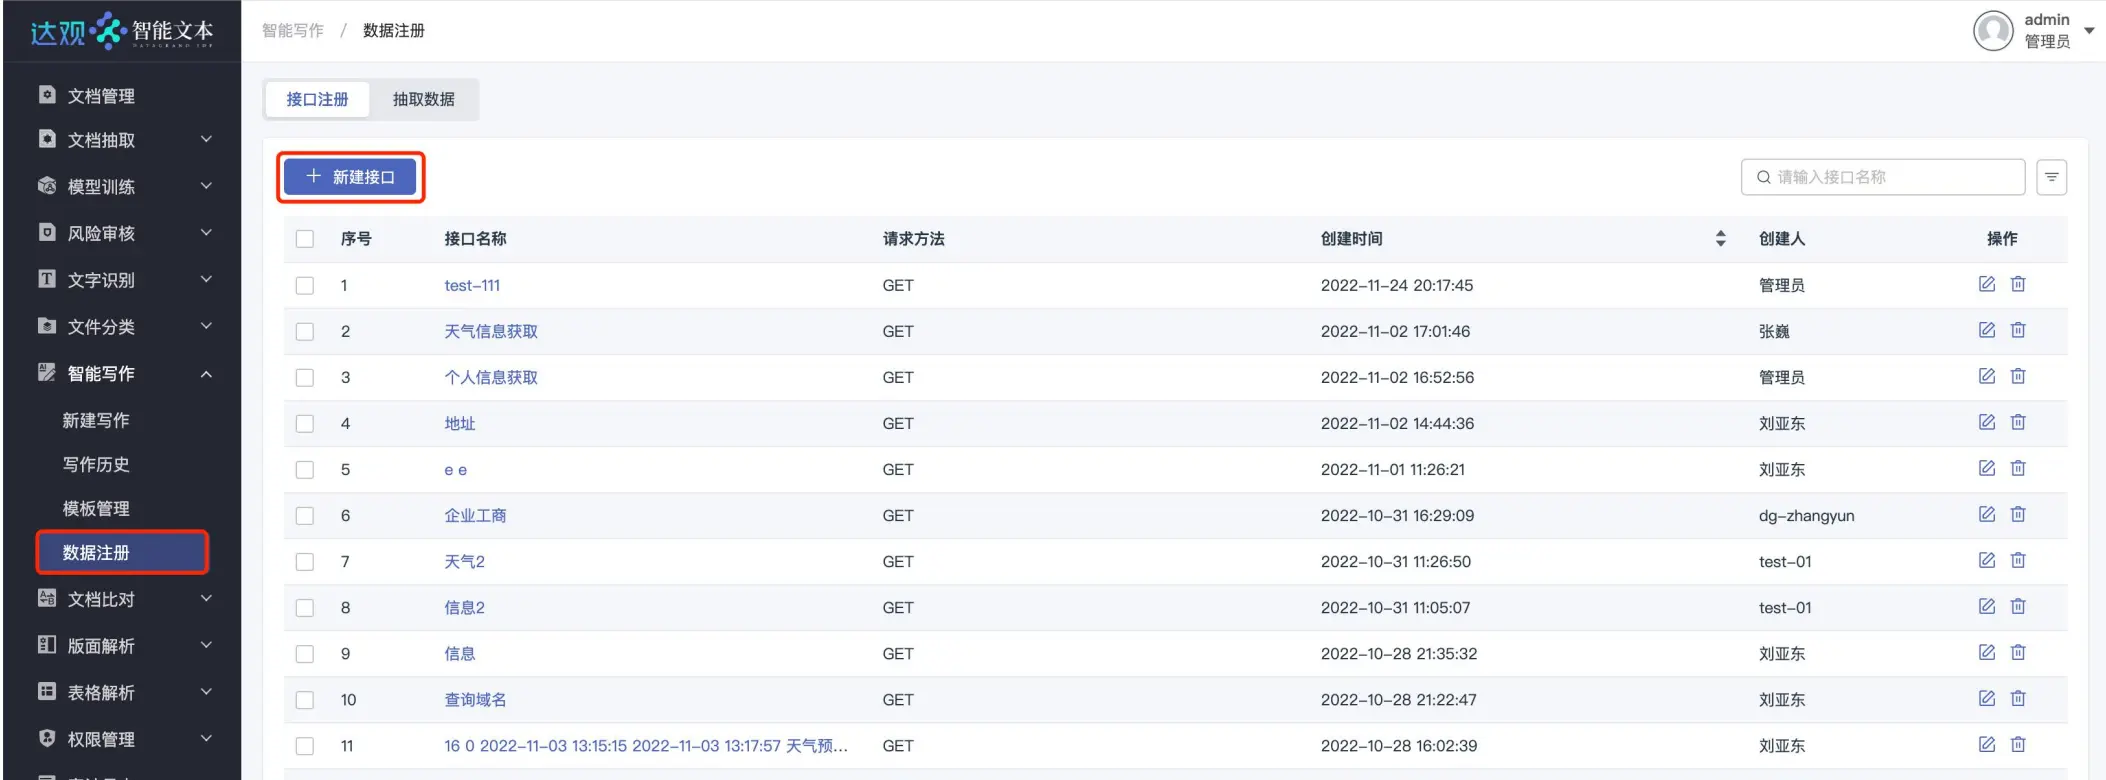 达观 智能文本
DATAGRAND IDP
智能写作 / 数据注册
admin
管理员
文档管理
文档抽取
模型训练
风险审核
文字识别
文件分类
智能写作
新建写作
写作历史
模板管理
数据注册
文档比对
版面解析
表格解析
权限管理
接口注册 抽取数据
+ 新建接口
请输入接口名称
序号 接口名称 请求方法 创建时间 创建人 操作
1 test-111 GET 2022-11-24 20:17:45 管理员
2 天气信息获取 GET 2022-11-02 17:01:46 张巍
3 个人信息获取 GET 2022-11-02 16:52:56 管理员
4 地址 GET 2022-11-02 14:44:36 刘亚东
5 e e GET 2022-11-01 11:26:21 刘亚东
6 企业工商 GET 2022-10-31 16:29:09 dg-zhangyun
7 天气2 GET 2022-10-31 11:26:50 test-01
8 信息2 GET 2022-10-31 11:05:07 test-01
9 信息 GET 2022-10-28 21:35:32 刘亚东
10 查询域名 GET 2022-10-28 21:22:47 刘亚东
11 16 0 2022-11-03 13:15:15 2022-11-03 13:17:57 天气预... GET 2022-10-28 16:02:39 刘亚东